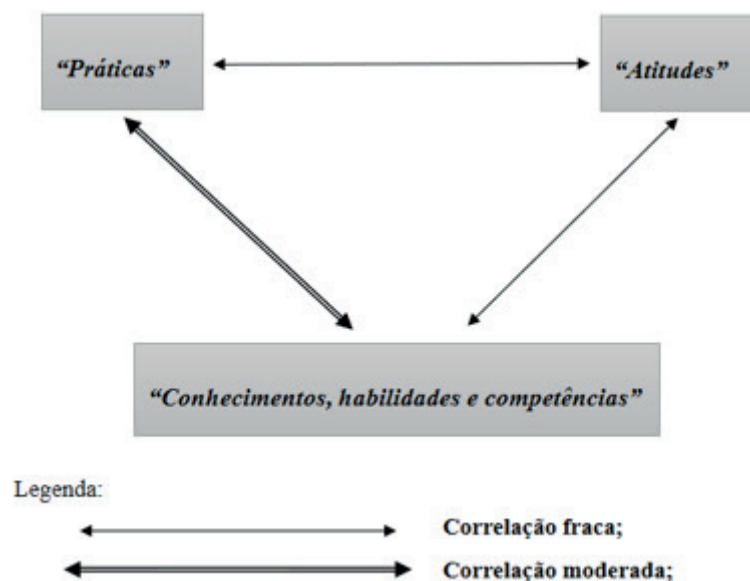 “Práticas”
“Atitudes”
“Conhecimentos, habilidades e competências”
Legenda:
Correlação fraca;
Correlação moderada;